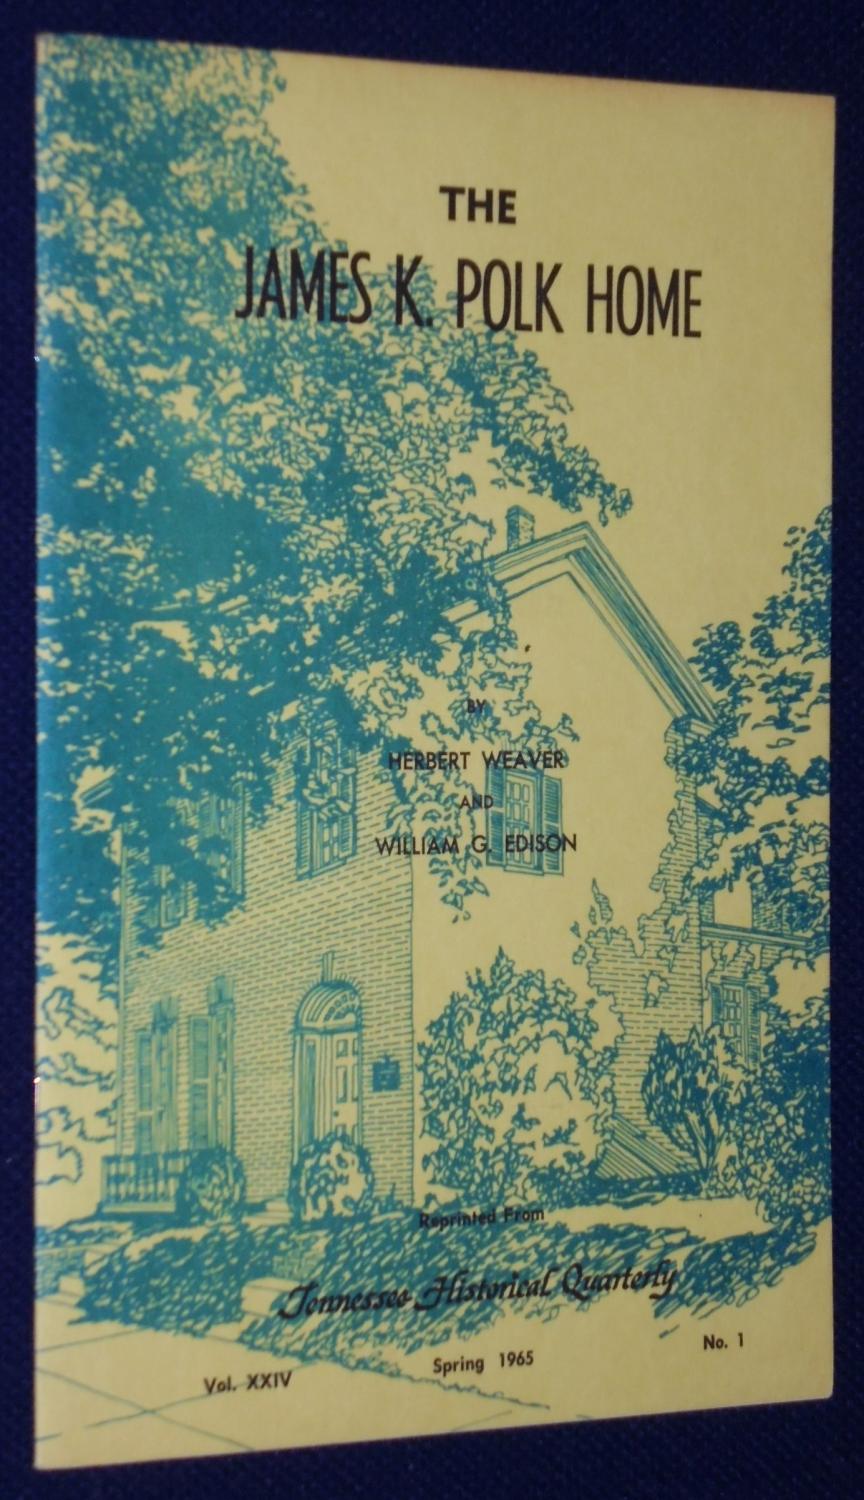 THE
JAMES K. POLK HOME
BY
HERBERT WEAVER
AND
WILLIAM G. EDISON
Reprinted From
Tennessee Historical Quarterly
Vol. XXIV Spring 1965 No. 1